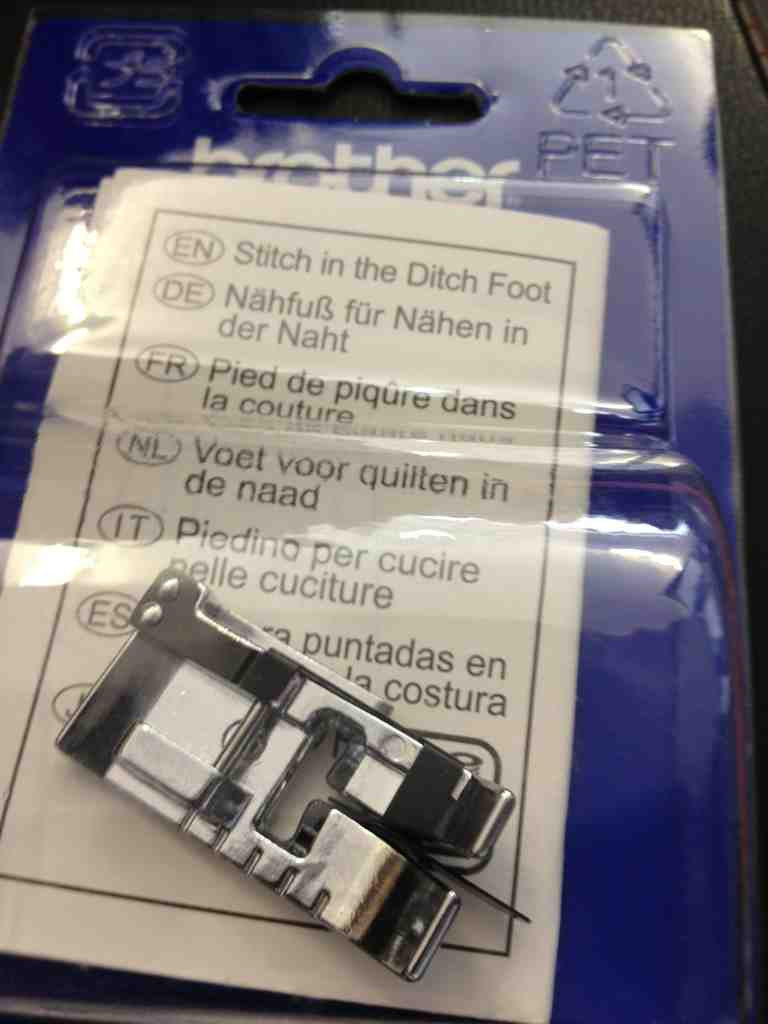 1
PET
brother
EN Stitch in the Ditch Foot
DE Nähfuß für Nähen in
der Naht
FR Pied de piqûre dans
la couture
NL Voet voor quilten in
de naad
IT Piedino per cucire
nelle cuciture
ES puntadas en
la costura